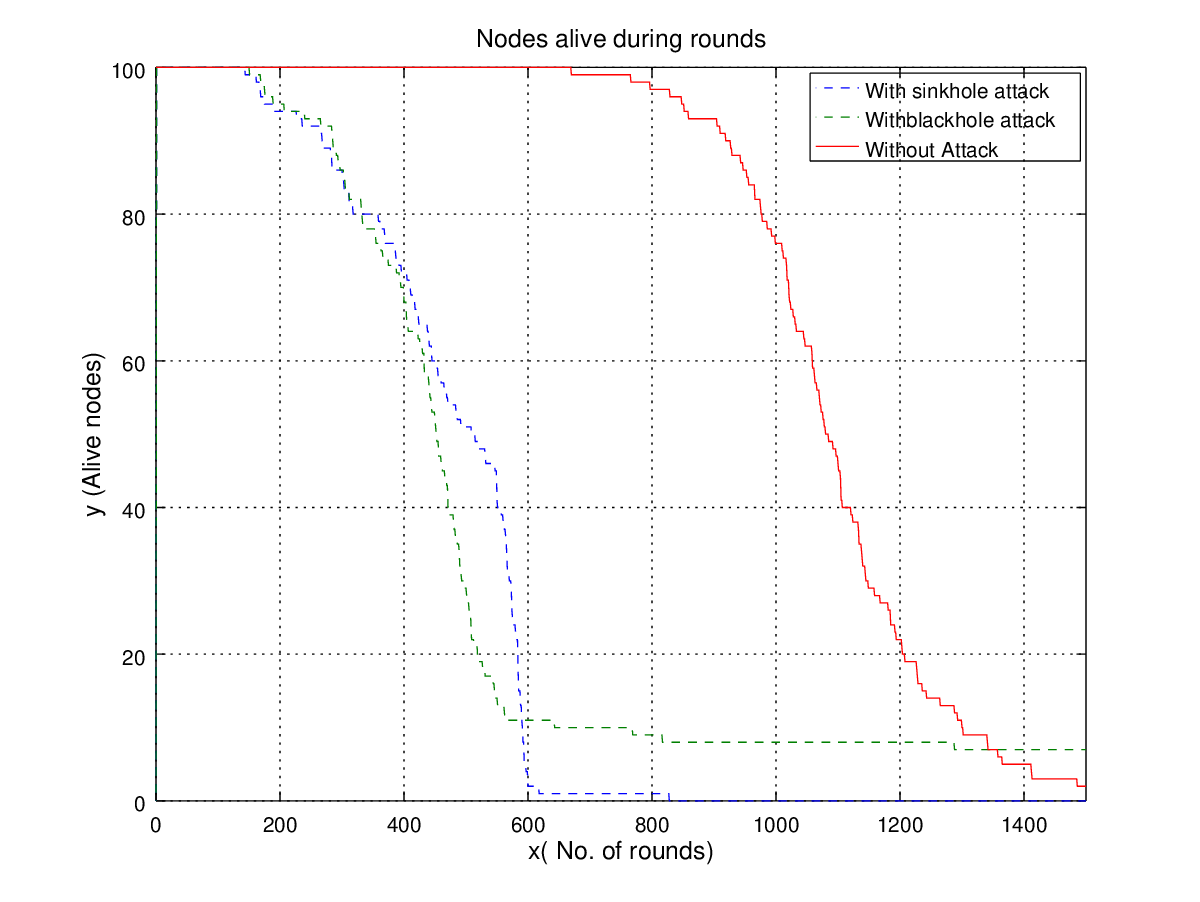 Nodes alive during rounds
With sinkhole attack
Withblackhole attack
Without Attack
y (Alive nodes)
100
80
60
40
20
0
0 200 400 600 800 1000 1200 1400
x( No. of rounds)